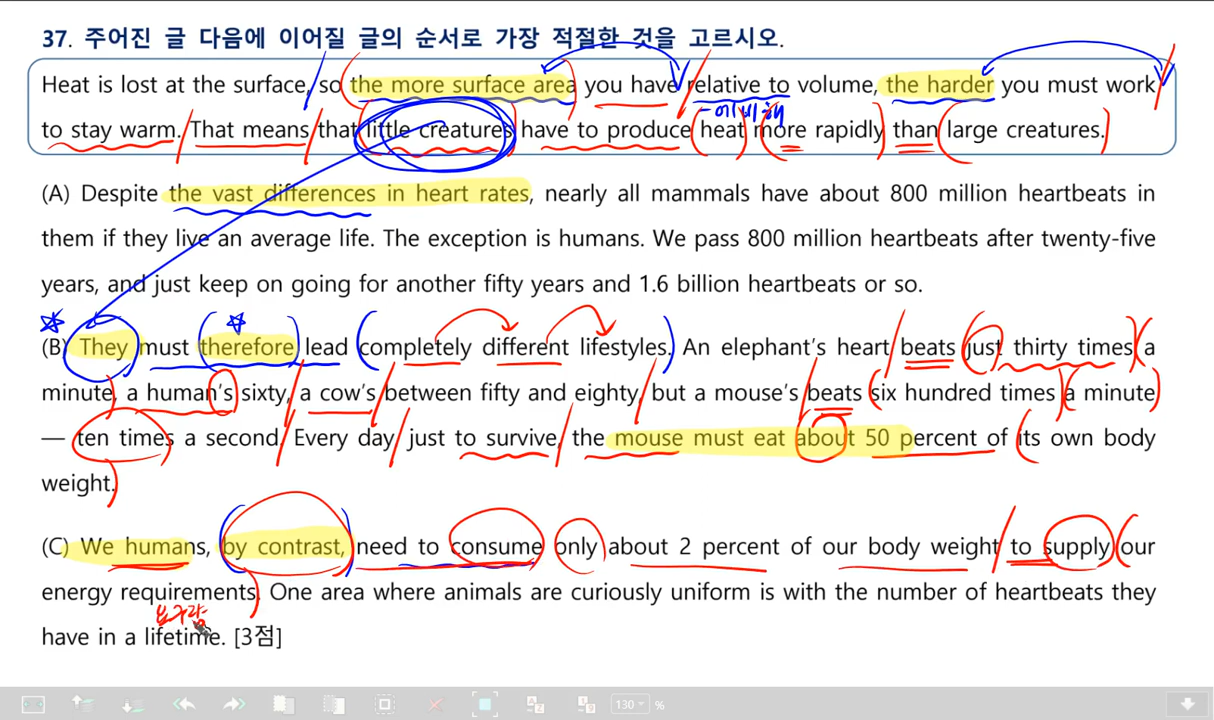 37. 주어진 글 다음에 이어질 글의 순서로 가장 적절한 것을 고르시오.
Heat is lost at the surface, so the more surface area you have relative to volume, the harder you must work
to stay warm. That means that little creatures have to produce heat more rapidly than large creatures.
-에 비해
(A) Despite the vast differences in heart rates, nearly all mammals have about 800 million heartbeats in
them if they live an average life. The exception is humans. We pass 800 million heartbeats after twenty-five
years, and just keep on going for another fifty years and 1.6 billion heartbeats or so.
(B) They must therefore lead completely different lifestyles. An elephant's heart beats just thirty times a
minute, a human's sixty, a cow's between fifty and eighty, but a mouse's beats six hundred times a minute
— ten times a second. Every day, just to survive, the mouse must eat about 50 percent of its own body
weight.
(C) We humans, by contrast, need to consume only about 2 percent of our body weight to supply our
energy requirements. One area where animals are curiously uniform is with the number of heartbeats they
요구량
have in a lifetime. [3점]
130 %